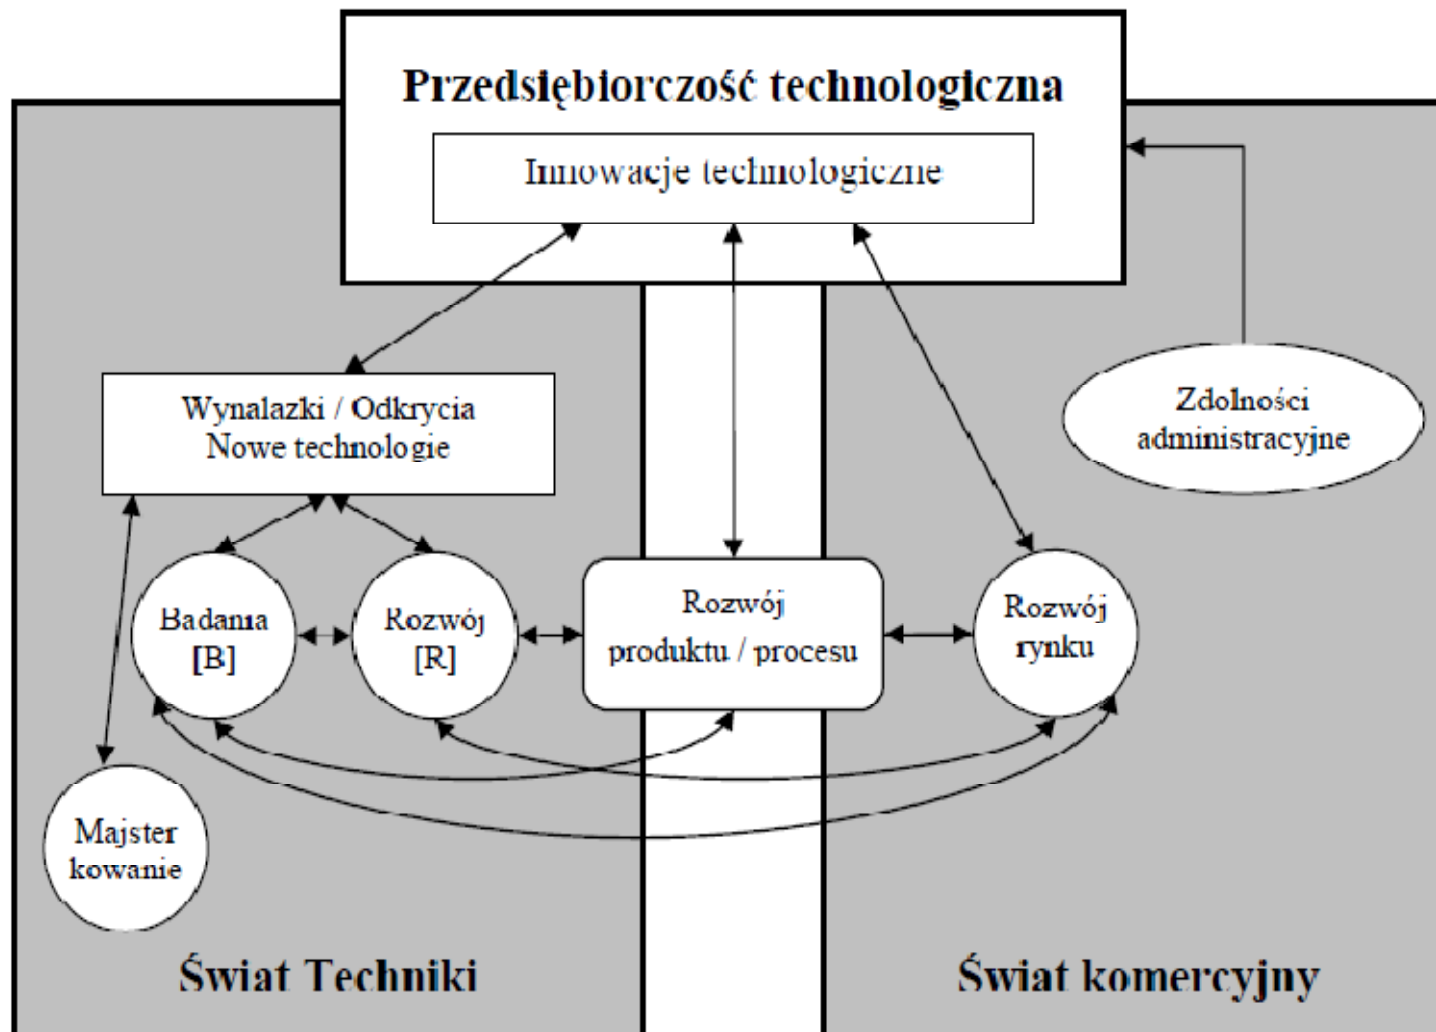 Przedsiębiorczość technologiczna
Innowacje technologiczne
Wynalazki / Odkrycia
Nowe technologie
Zdolności
administracyjne
Badania
[B]
Rozwój
[R]
Rozwój
produktu / procesu
Rozwój
rynku
Majster
kowanie
Świat Techniki
Świat komercyjny